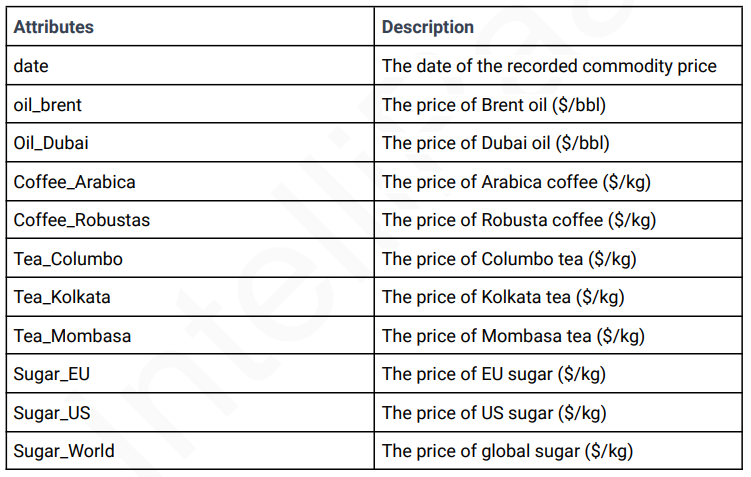 Attributes Description
date The date of the recorded commodity price
oil_brent The price of Brent oil ($/bbl)
Oil_Dubai The price of Dubai oil ($/bbl)
Coffee_Arabica The price of Arabica coffee ($/kg)
Coffee_Robustas The price of Robusta coffee ($/kg)
Tea_Columbo The price of Columbo tea ($/kg)
Tea_Kolkata The price of Kolkata tea ($/kg)
Tea_Mombasa The price of Mombasa tea ($/kg)
Sugar_EU The price of EU sugar ($/kg)
Sugar_US The price of US sugar ($/kg)
Sugar_World The price of global sugar ($/kg)